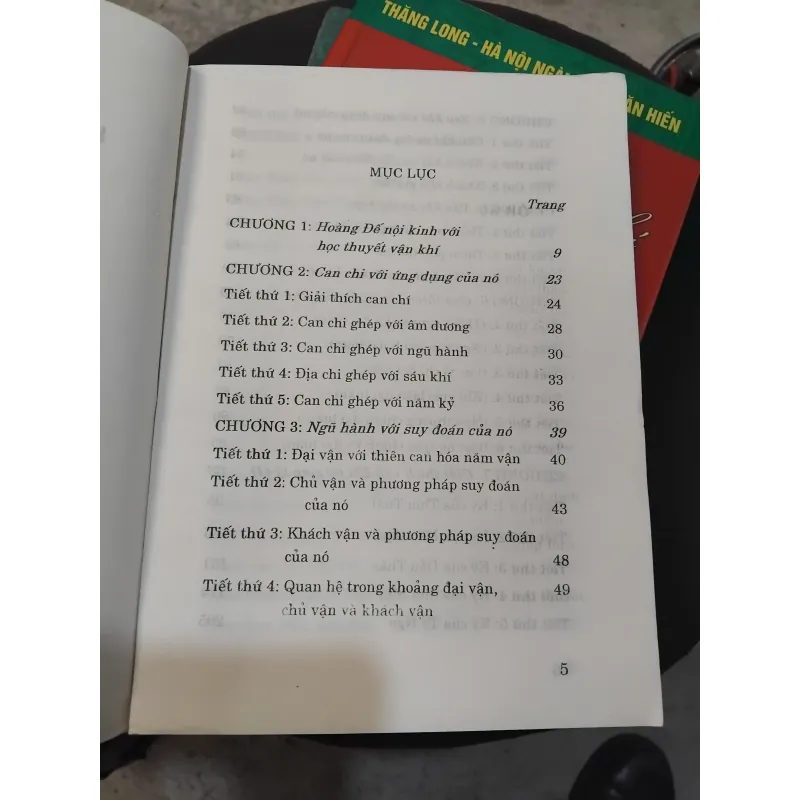 THĂNG LONG - HÀ NỘI NGÀ
ĂN HIẾN
MỤC LỤC
Trang
CHƯƠNG 1: Hoàng Đế nội kinh với
học thuyết vận khí 9
CHƯƠNG 2: Can chi với ứng dụng của nó 23
Tiết thứ 1: Giải thích can chí 24
Tiết thứ 2: Can chi ghép với âm dương 28
Tiết thứ 3: Can chi ghép với ngũ hành 30
Tiết thứ 4: Địa chi ghép với sáu khí 33
Tiết thứ 5: Can chi ghép với năm kỷ 36
CHƯƠNG 3: Ngũ hành với suy đoán của nó 39
Tiết thứ 1: Đại vận với thiên can hóa năm vận 40
Tiết thứ 2: Chủ vận và phương pháp suy đoán
của nó 43
Tiết thứ 3: Khách vận và phương pháp suy đoán
của nó 48
Tiết thứ 4: Quan hệ trong khoảng đại vận, 49
chủ vận và khách vận
5